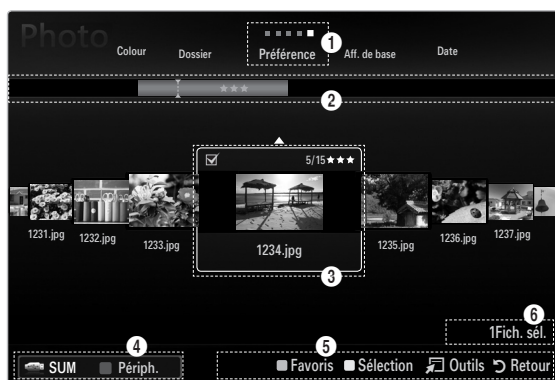 Photo
Colour Dossier Préférence Aff. de base Date
1
2
★★★
5/15★★★
1231.jpg 1232.jpg 1233.jpg 1234.jpg 1235.jpg 1236.jpg 1237.jpg
3
6
1Fich. sél.
4 5
SUM Périph. Favoris Sélection Outils Retour